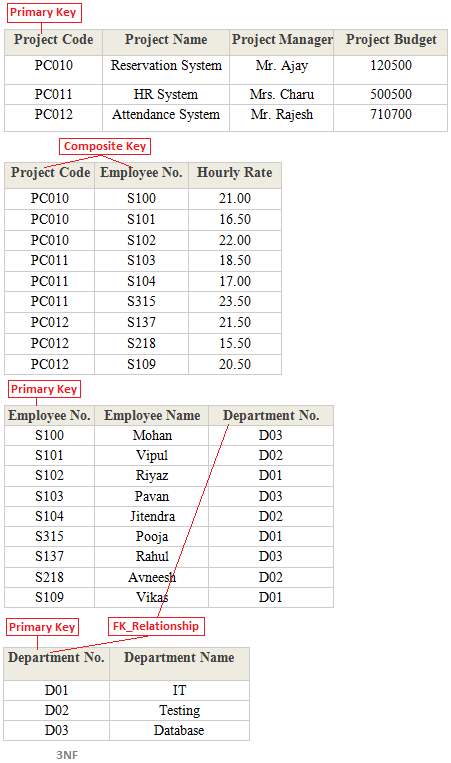 Primary Key
Project Code Project Name Project Manager Project Budget
PC010 Reservation System Mr. Ajay 120500
PC011 HR System Mrs. Charu 500500
PC012 Attendance System Mr. Rajesh 710700
Composite Key
Project Code Employee No. Hourly Rate
PC010 S100 21.00
PC010 S101 16.50
PC010 S102 22.00
PC011 S103 18.50
PC011 S104 17.00
PC011 S315 23.50
PC012 S137 21.50
PC012 S218 15.50
PC012 S109 20.50
Primary Key
Employee No. Employee Name Department No.
S100 Mohan D03
S101 Vipul D02
S102 Riyaz D01
S103 Pavan D03
S104 Jitendra D02
S315 Pooja D01
S137 Rahul D03
S218 Avneesh D02
S109 Vikas D01
Primary Key FK_Relationship
Department No. Department Name
D01 IT
D02 Testing
D03 Database
3NF